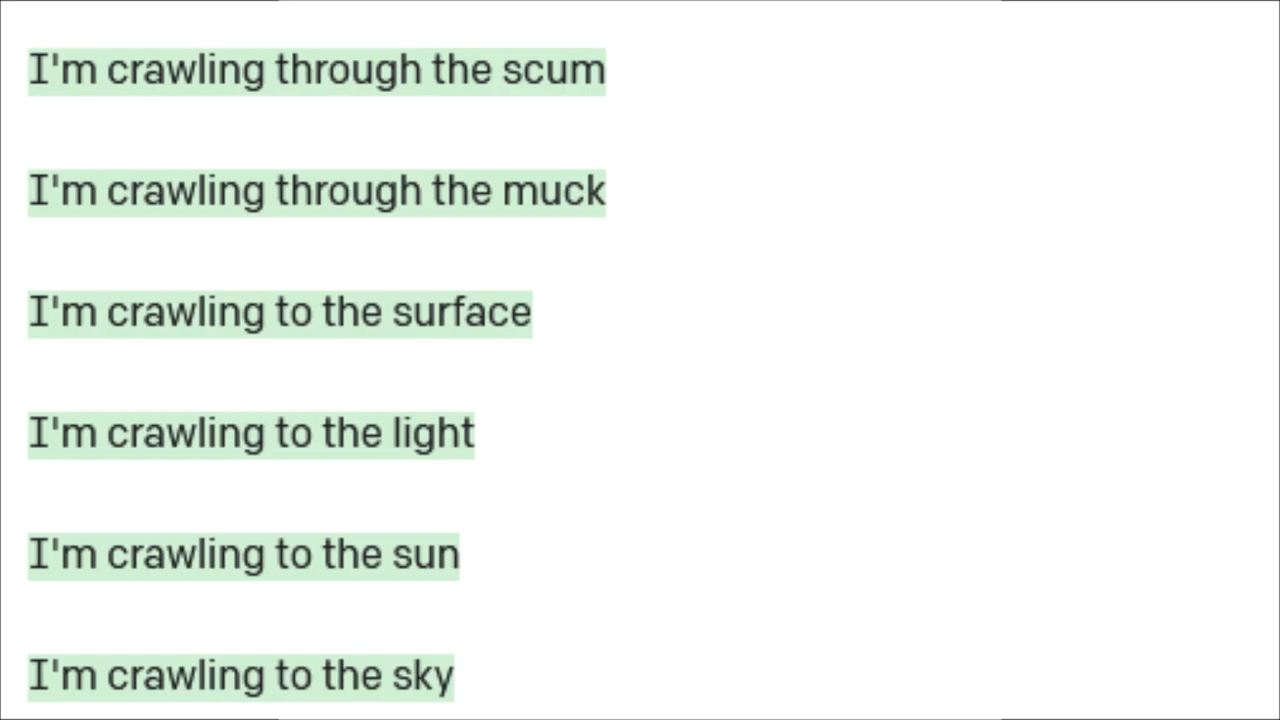 I'm crawling through the scum
I'm crawling through the muck
I'm crawling to the surface
I'm crawling to the light
I'm crawling to the sun
I'm crawling to the sky